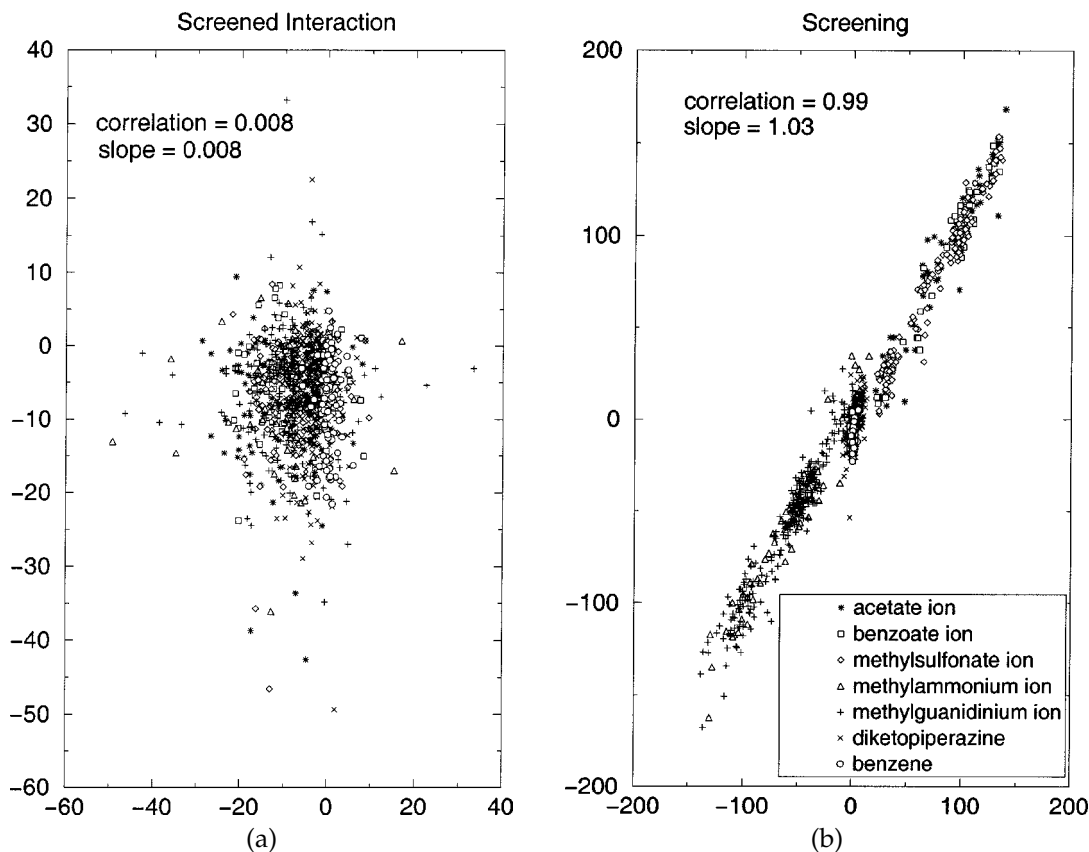 Screened Interaction
40
30
20
10
0
−10
−20
−30
−40
−50
−60
−60
−40
−20
0
20
40
correlation = 0.008
slope = 0.008
(a)
Screening
200
100
0
−100
−200
−200
−100
0
100
200
correlation = 0.99
slope = 1.03
acetate ion
benzoate ion
methylsulfonate ion
methylammonium ion
methylguanidinium ion
diketopiperazine
benzene
(b)